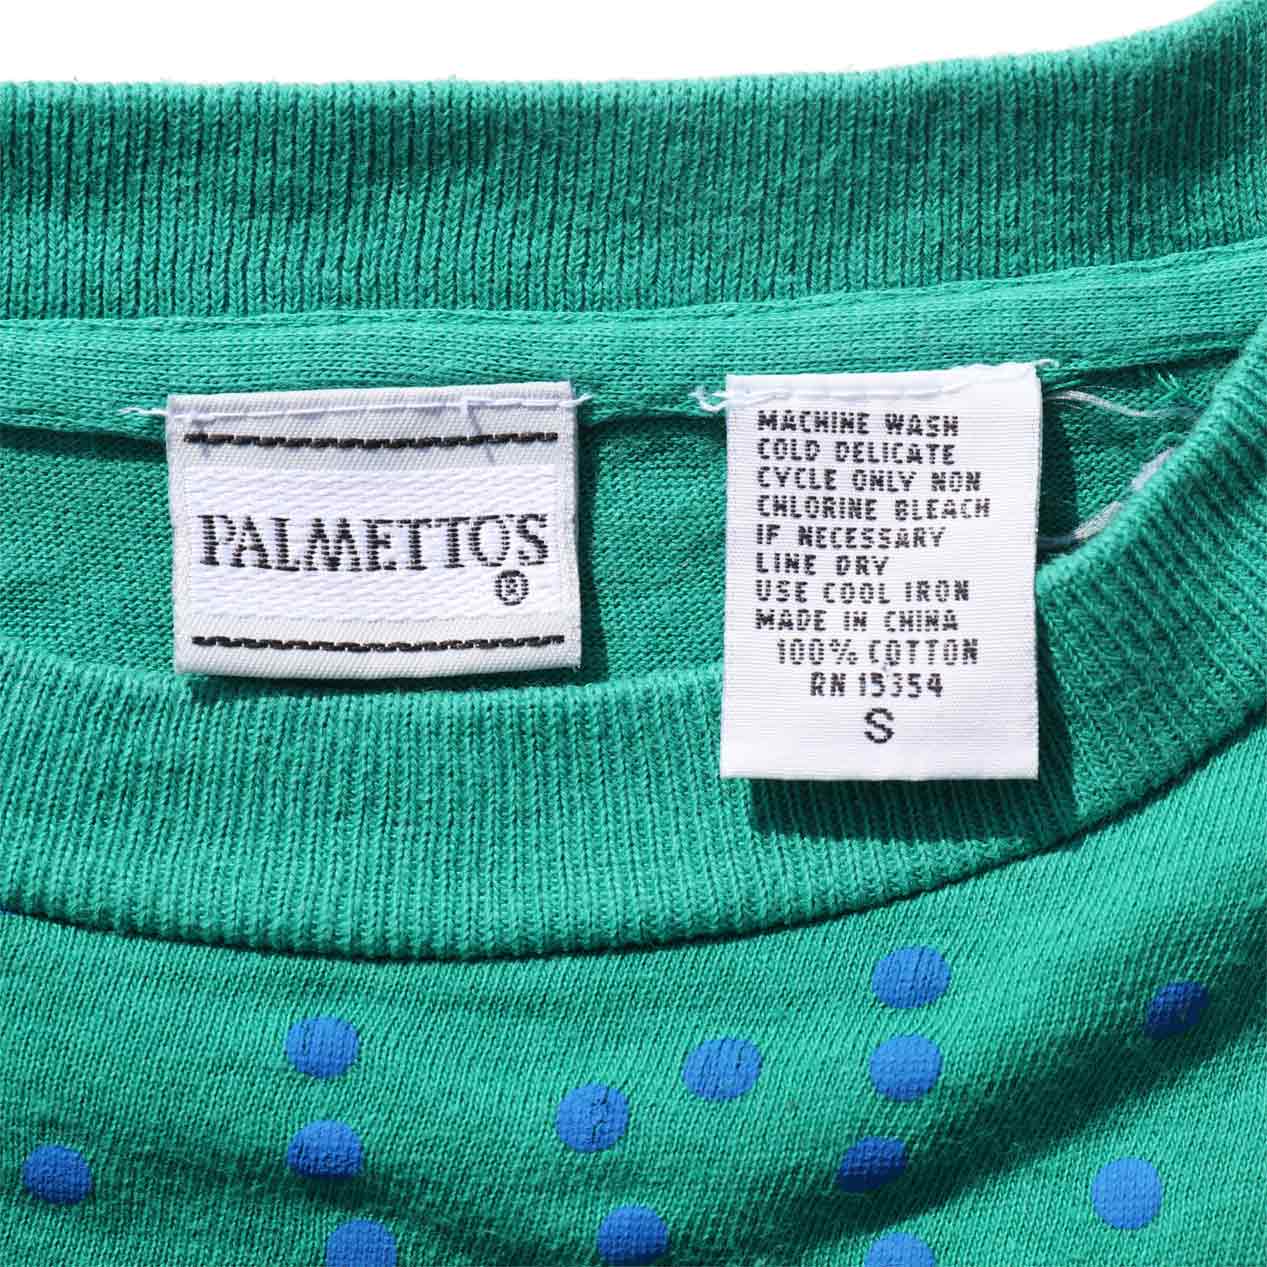 PALMETTO'S
®
MACHINE WASH
COLD DELICATE
CYCLE ONLY NON
CHLORINE BLEACH
IF NECESSARY
LINE DRY
USE COOL IRON
MADE IN CHINA
100% COTTON
RN 15354
S